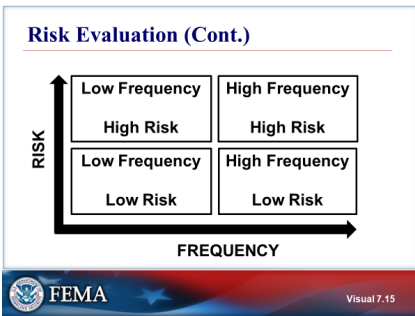 Risk Evaluation (Cont.)
Low Frequency
High Risk
High Frequency
High Risk
RISK
Low Frequency
Low Risk
High Frequency
Low Risk
FREQUENCY
FEMA
Visual 7.15